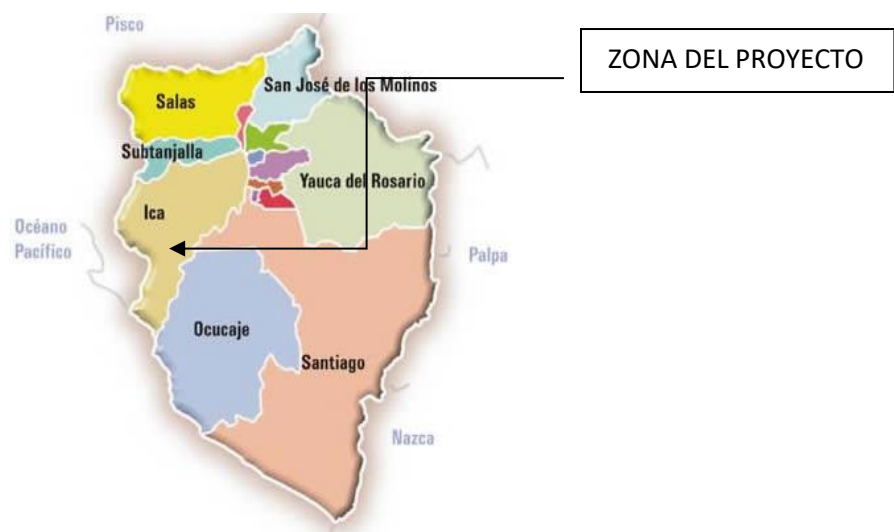 Pisco
ZONA DEL PROYECTO
San José de los Molinos
Salas
Subtanjalla
Yauca del Rosario
Ica
Océano
Pacífico
Palpa
Ocucaje
Santiago
Nazca